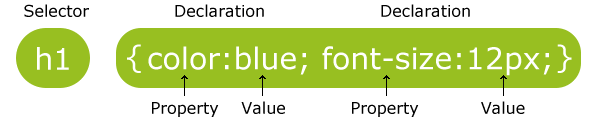 Selector Declaration Declaration
h1 {color:blue; font-size:12px;}
Property Value Property Value